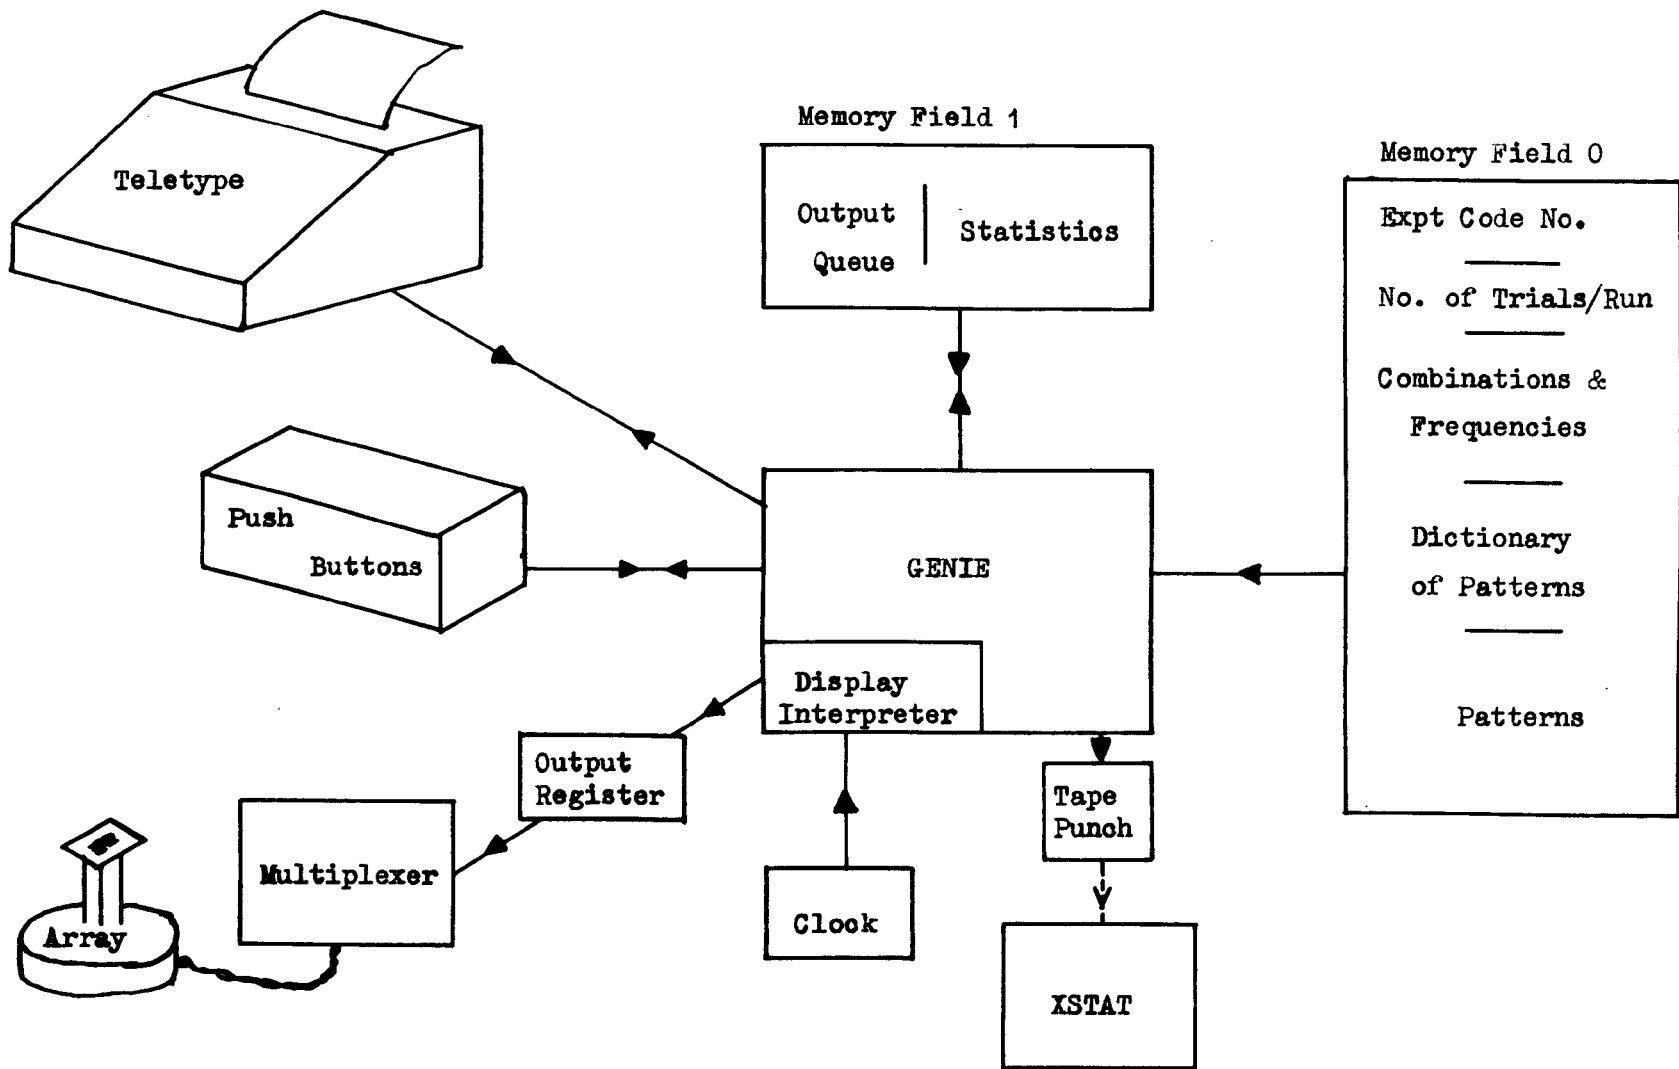 Teletype
Memory Field 1
Output
Queue
Statistics
Memory Field 0
Expt Code No.
No. of Trials/Run
Combinations &
Frequencies
Dictionary
of Patterns
Patterns
Push
Buttons
GENIE
Display
Interpreter
Output
Register
Multiplexer
Array
Clock
Tape
Punch
XSTAT